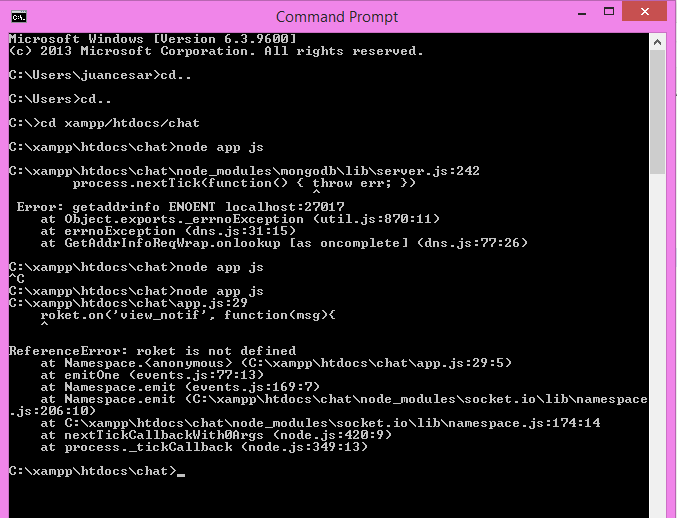 Command Prompt
Microsoft Windows [Version 6.3.9600]
(c) 2013 Microsoft Corporation. All rights reserved.
C:\Users\juancesar>cd..
C:\Users>cd..
C:\>cd xampp/htdocs/chat
C:\xampp\htdocs\chat>node app js
C:\xampp\htdocs\chat\node_modules\mongodb\lib\server.js:242
process.nextTick(function() { throw err; })
^
Error: getaddrinfo ENOENT localhost:27017
at Object.exports._errnoException (util.js:870:11)
at errnoException (dns.js:31:15)
at GetAddrInfoReqWrap.onlookup [as oncomplete] (dns.js:77:26)
C:\xampp\htdocs\chat>node app js
^C
C:\xampp\htdocs\chat>node app js
C:\xampp\htdocs\chat\app.js:29
roket.on('view_notif', function(msg){
^
ReferenceError: roket is not defined
at Namespace.<anonymous> (C:\xampp\htdocs\chat\app.js:29:5)
at emitOne (events.js:77:13)
at Namespace.emit (events.js:169:7)
at Namespace.emit (C:\xampp\htdocs\chat\node_modules\socket.io\lib\namespace
.js:206:10)
at C:\xampp\htdocs\chat\node_modules\socket.io\lib\namespace.js:174:14
at nextTickCallbackWith0Args (node.js:420:9)
at process._tickCallback (node.js:349:13)
C:\xampp\htdocs\chat>_